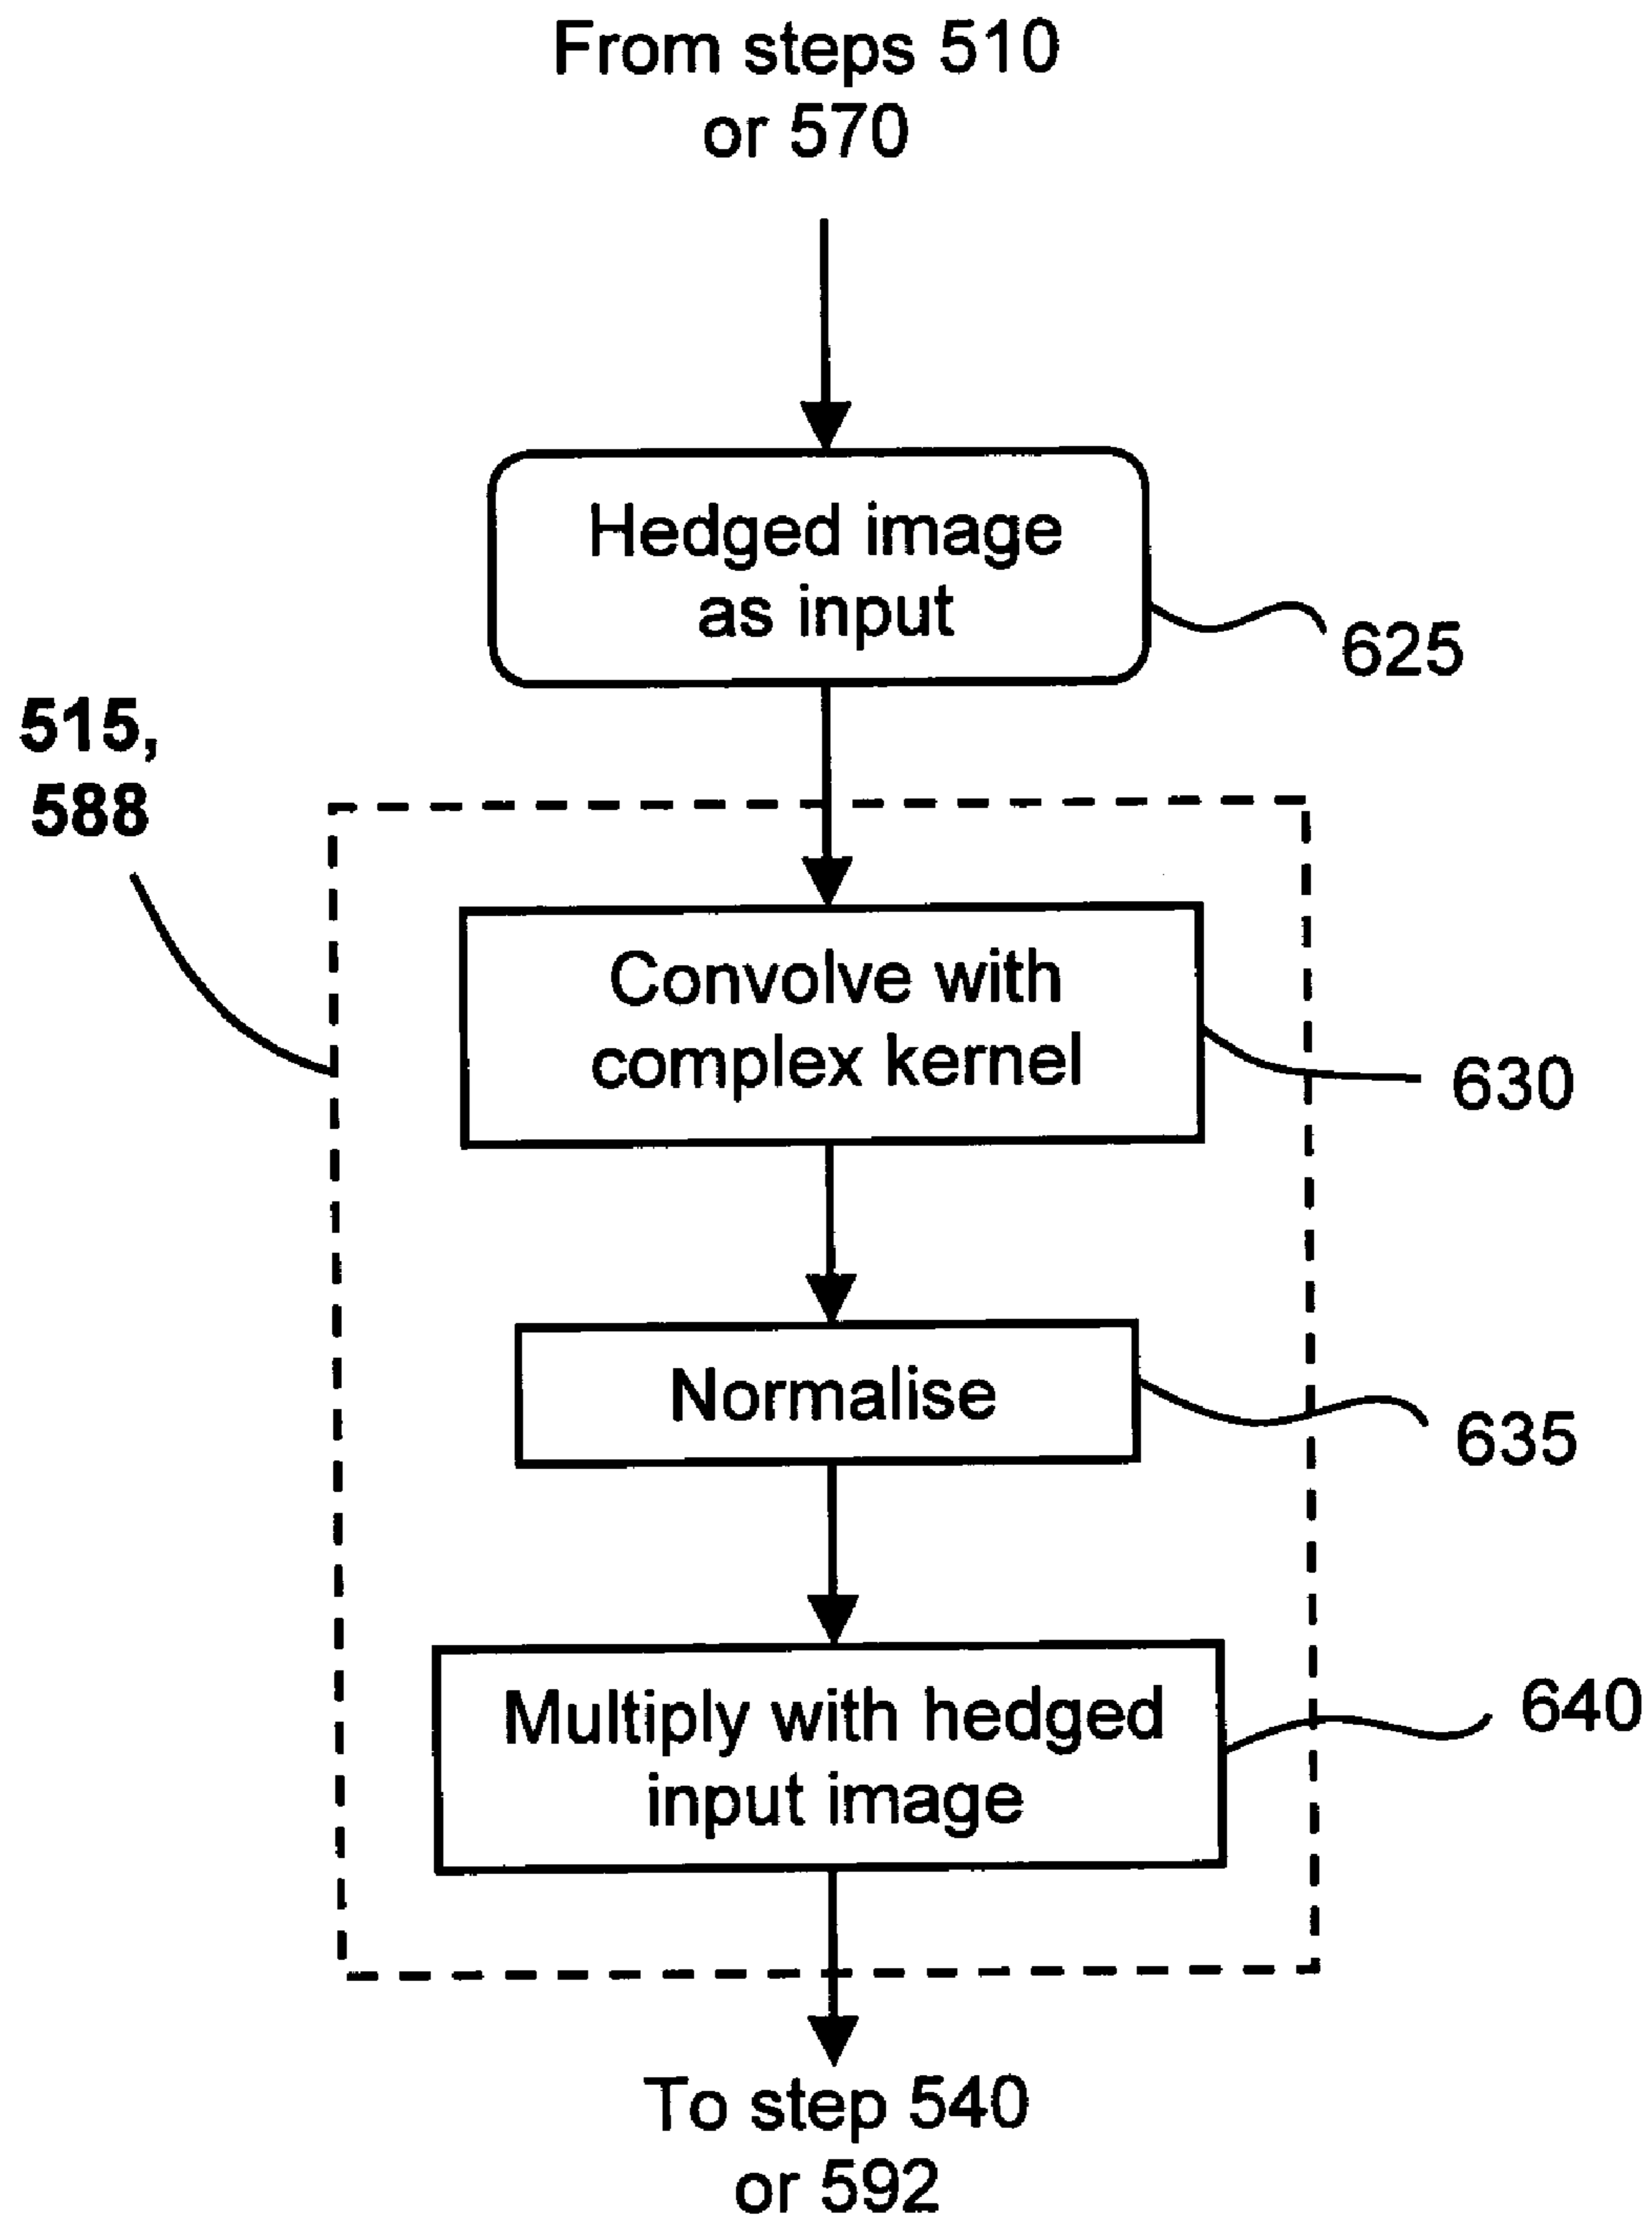 From steps 510
or 570
Hedged image
as input
625
515,
588
Convolve with
complex kernel
630
Normalise
635
Multiply with hedged
input image
640
To step 540
or 592